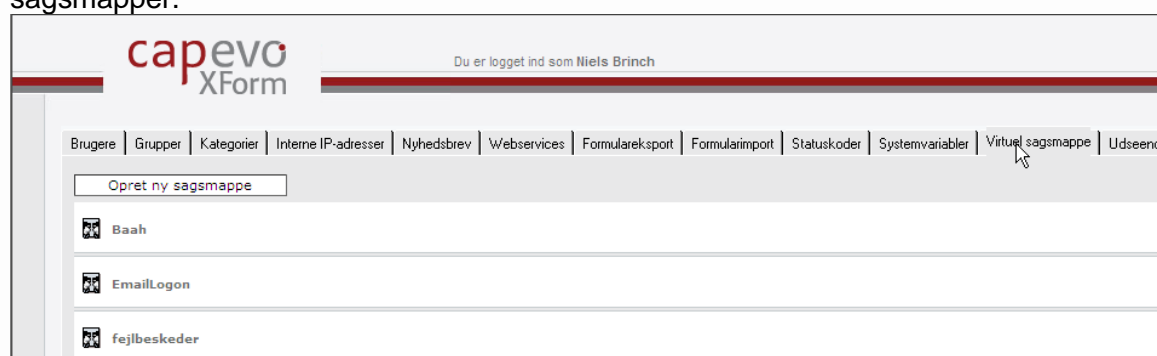 sagsmapper:
capevo
XForm
Du er logget ind som Niels Brinch
Brugere Grupper Kategorier Interne IP-adresser Nyhedsbrev Webservices Formulareksport Formularimport Statuskoder Systemvariabler Virtuel sagsmappe Udseend
Opret ny sagsmappe
Baah
EmailLogon
fejlbeskeder